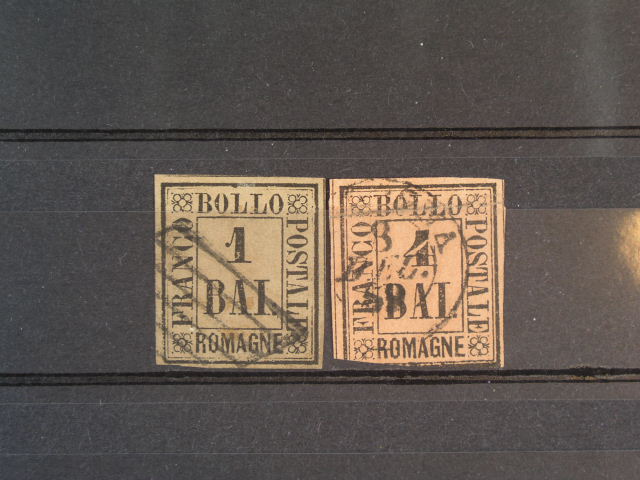 BOLLO
FRANCO
1
BAI.
POSTALE
ROMAGNE
BOLLO
FRANCO
4
BAI.
POSTALE
ROMAGNE